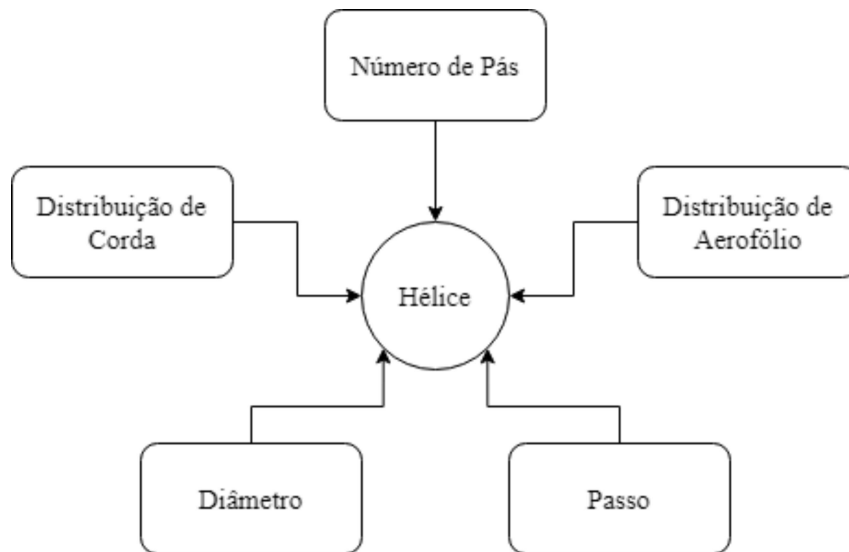 Número de Pás
Distribuição de
Corda
Distribuição de
Aerofólio
Hélice
Diâmetro
Passo